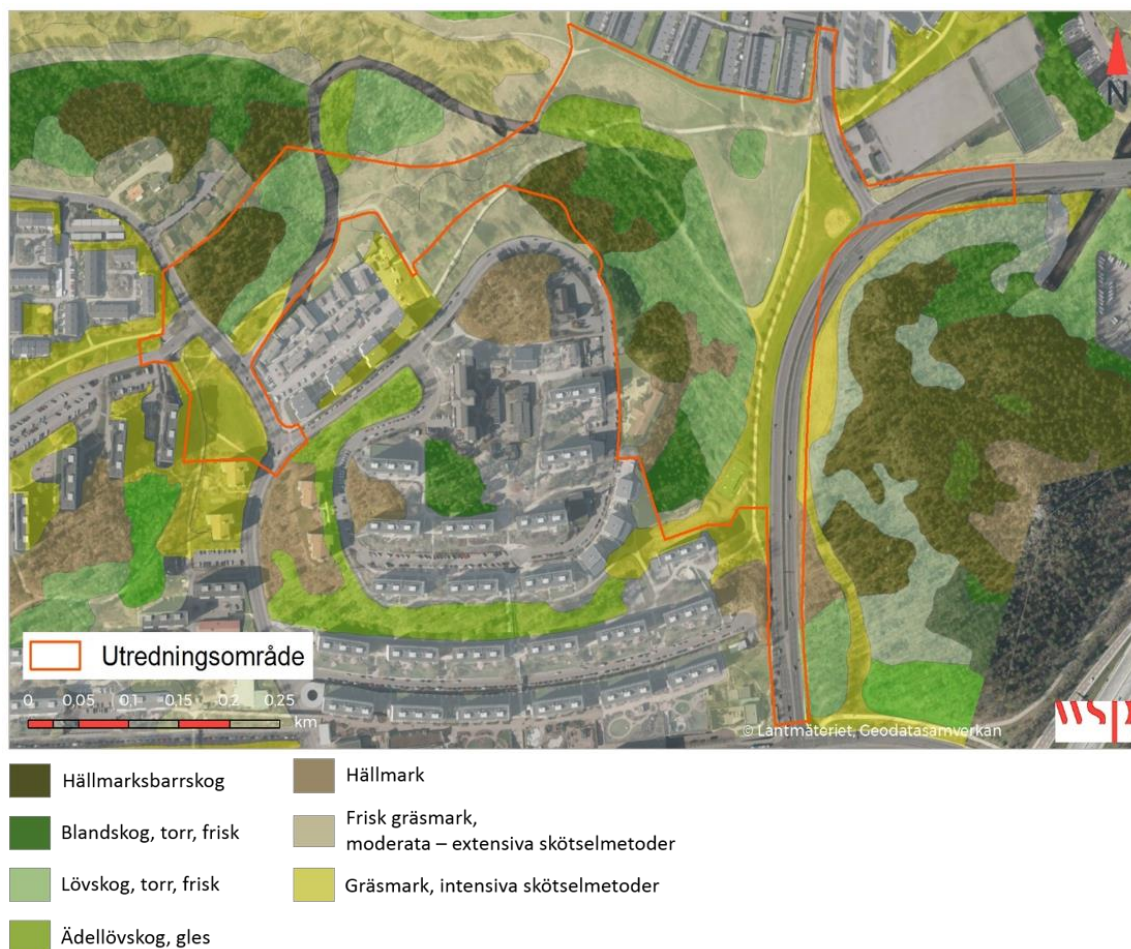 N
Utredningsområde
0 0,05 0,1 0,15 0,2 0,25
km
© Lantmäteriet, Geodatasamverkan
wsp
Hällmarksbarrskog
Blandskog, torr, frisk
Lövskog, torr, frisk
Ädellövskog, gles
Hällmark
Frisk gräsmark,
moderata – extensiva skötselmetoder
Gräsmark, intensiva skötselmetoder